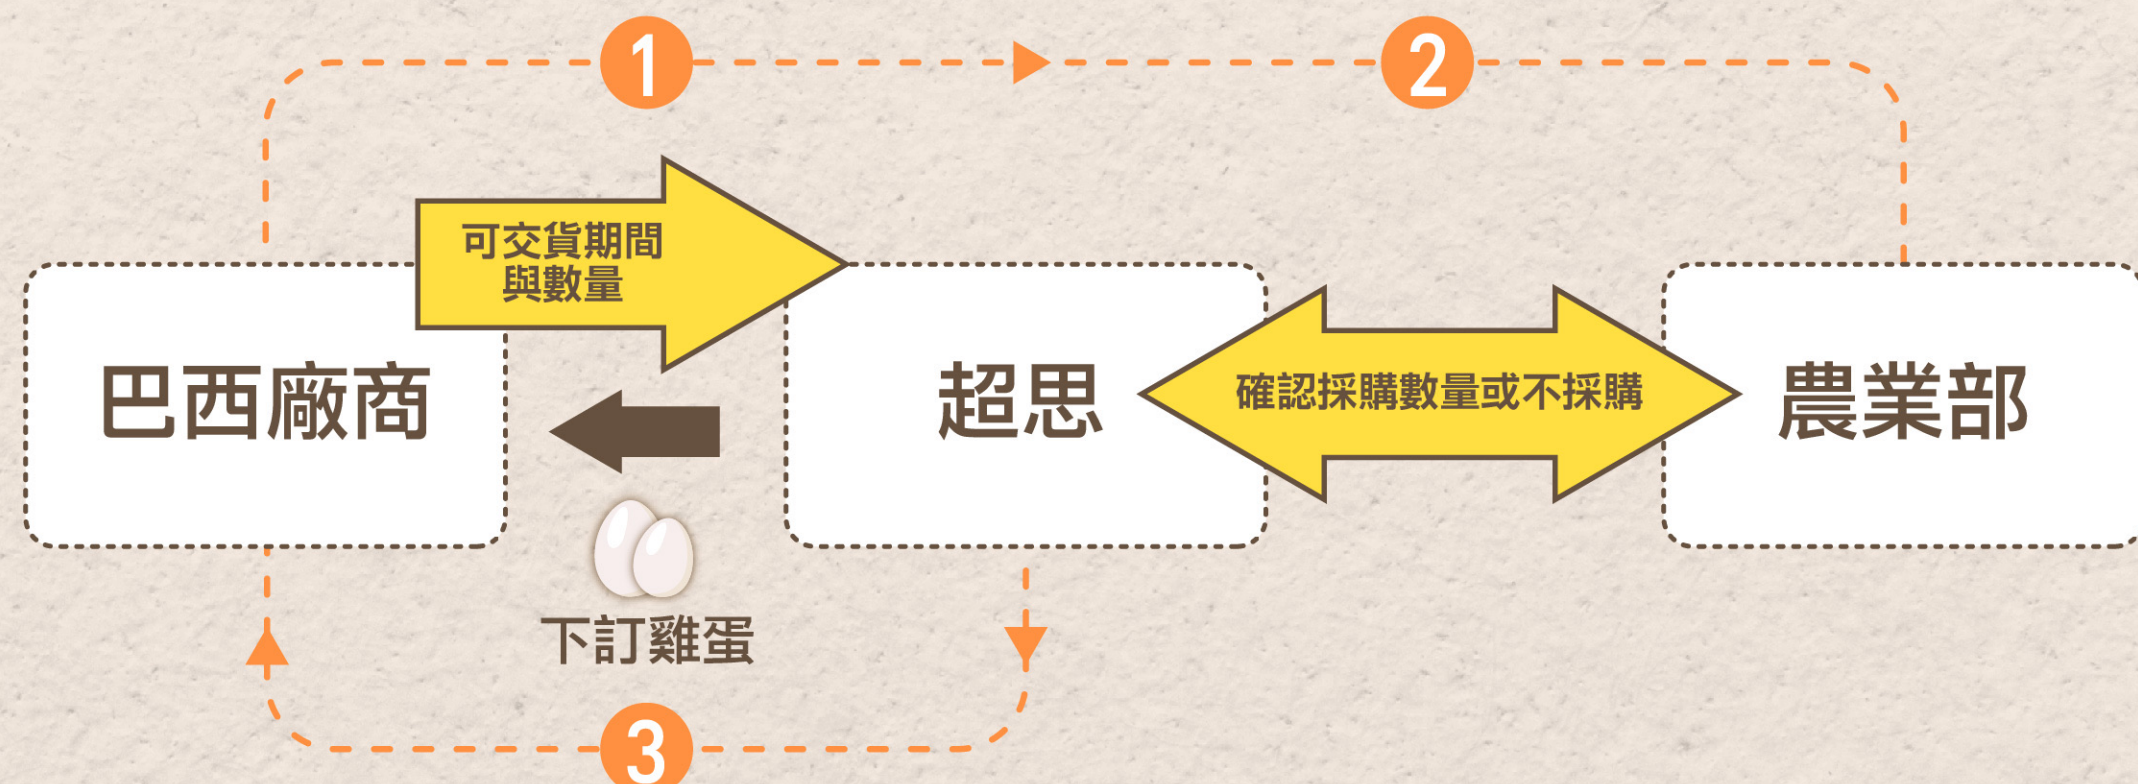 1
2
可交貨期間
與數量
巴西廠商
超思
確認採購數量或不採購
農業部
下訂雞蛋
3